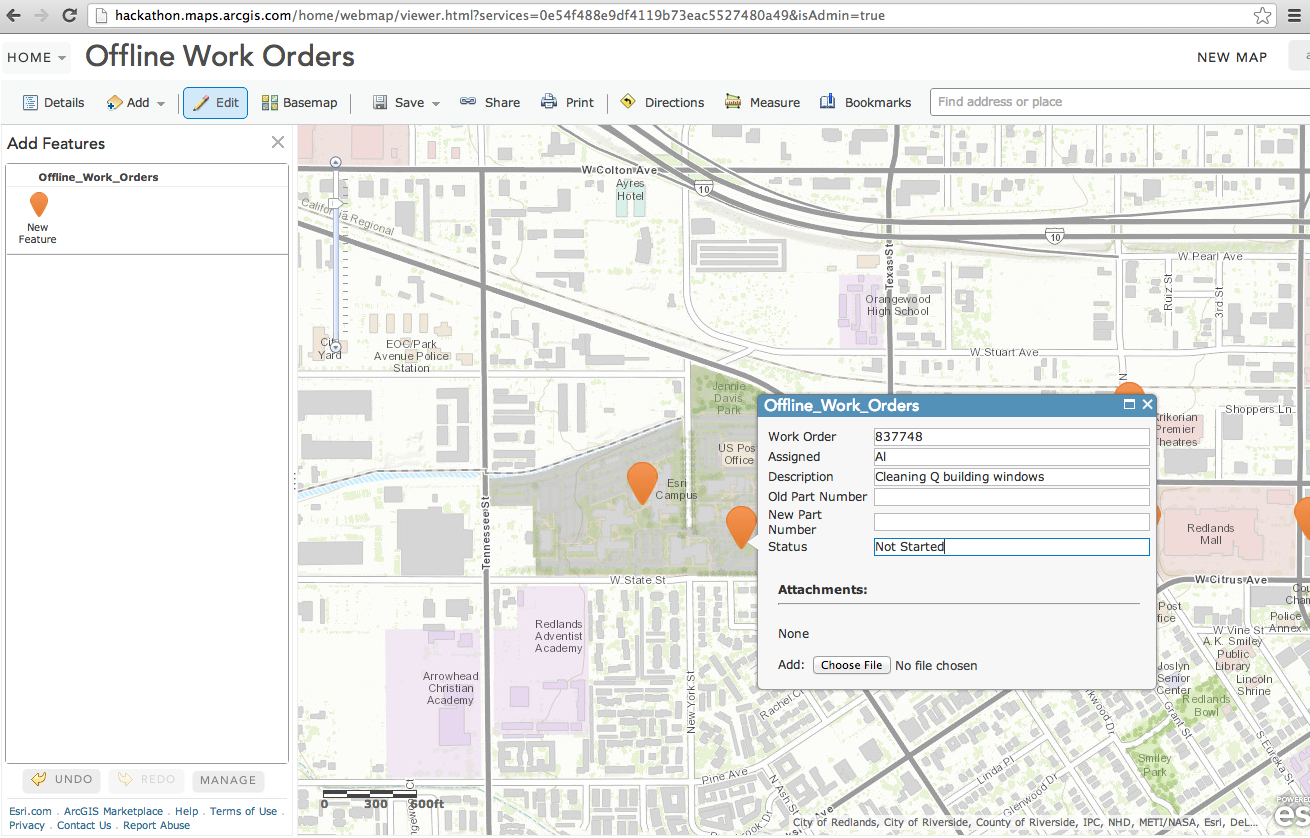 hackathon.maps.arcgis.com/home/webmap/viewer.html?services=0e54f488e9df4119b73eac5527480a49&isAdmin=true
HOME
Offline Work Orders
NEW MAP
Details
Add
Edit
Basemap
Save
Share
Print
Directions
Measure
Bookmarks
Find address or place
Add Features
Offline_Work_Orders
New
Feature
UNDO
REDO
MANAGE
Esri.com . ArcGIS Marketplace . Help . Terms of Use .
Privacy . Contact Us . Report Abuse
W Colton Ave
Ayres
Hotel
10
California Regional
10
Texas St
W Pearl Ave
Ruiz St
3rd St
Orangewood
High School
City
Yard
EOC/Park
Avenue Police
Station
W Stuart Ave
N
Jennie
Davis
Park
Shoppers Ln
Krikorian
Premier
Theatres
US Post
Office
Esri
Campus
Tennessee St
Redlands
Mall
W State St
W Citrus Ave
Offline_Work_Orders
Work Order
837748
Assigned
Al
Description
Cleaning Q building windows
Old Part Number
New Part
Number
Status
Not Started
Attachments:
None
Add:
Choose File
No file chosen
Redlands
Adventist
Academy
Arrowhead
Christian
Academy
New York St
Post
W Vine St
Police
Annex
A.K. Smiley
Public
Library
Joslyn
Senior
Center
Lincoln
Shrine
Redlands
Bowl
Grant St
S Eureka St
Smiley
Park
Linda Pl
Glenwood Dr
Pine Ave
N Ash St
0 300 600ft
City of Redlands, City of Riverside, County of Riverside, IPC, NHD, METI/NASA, Esri, DeL...
POWERED
es